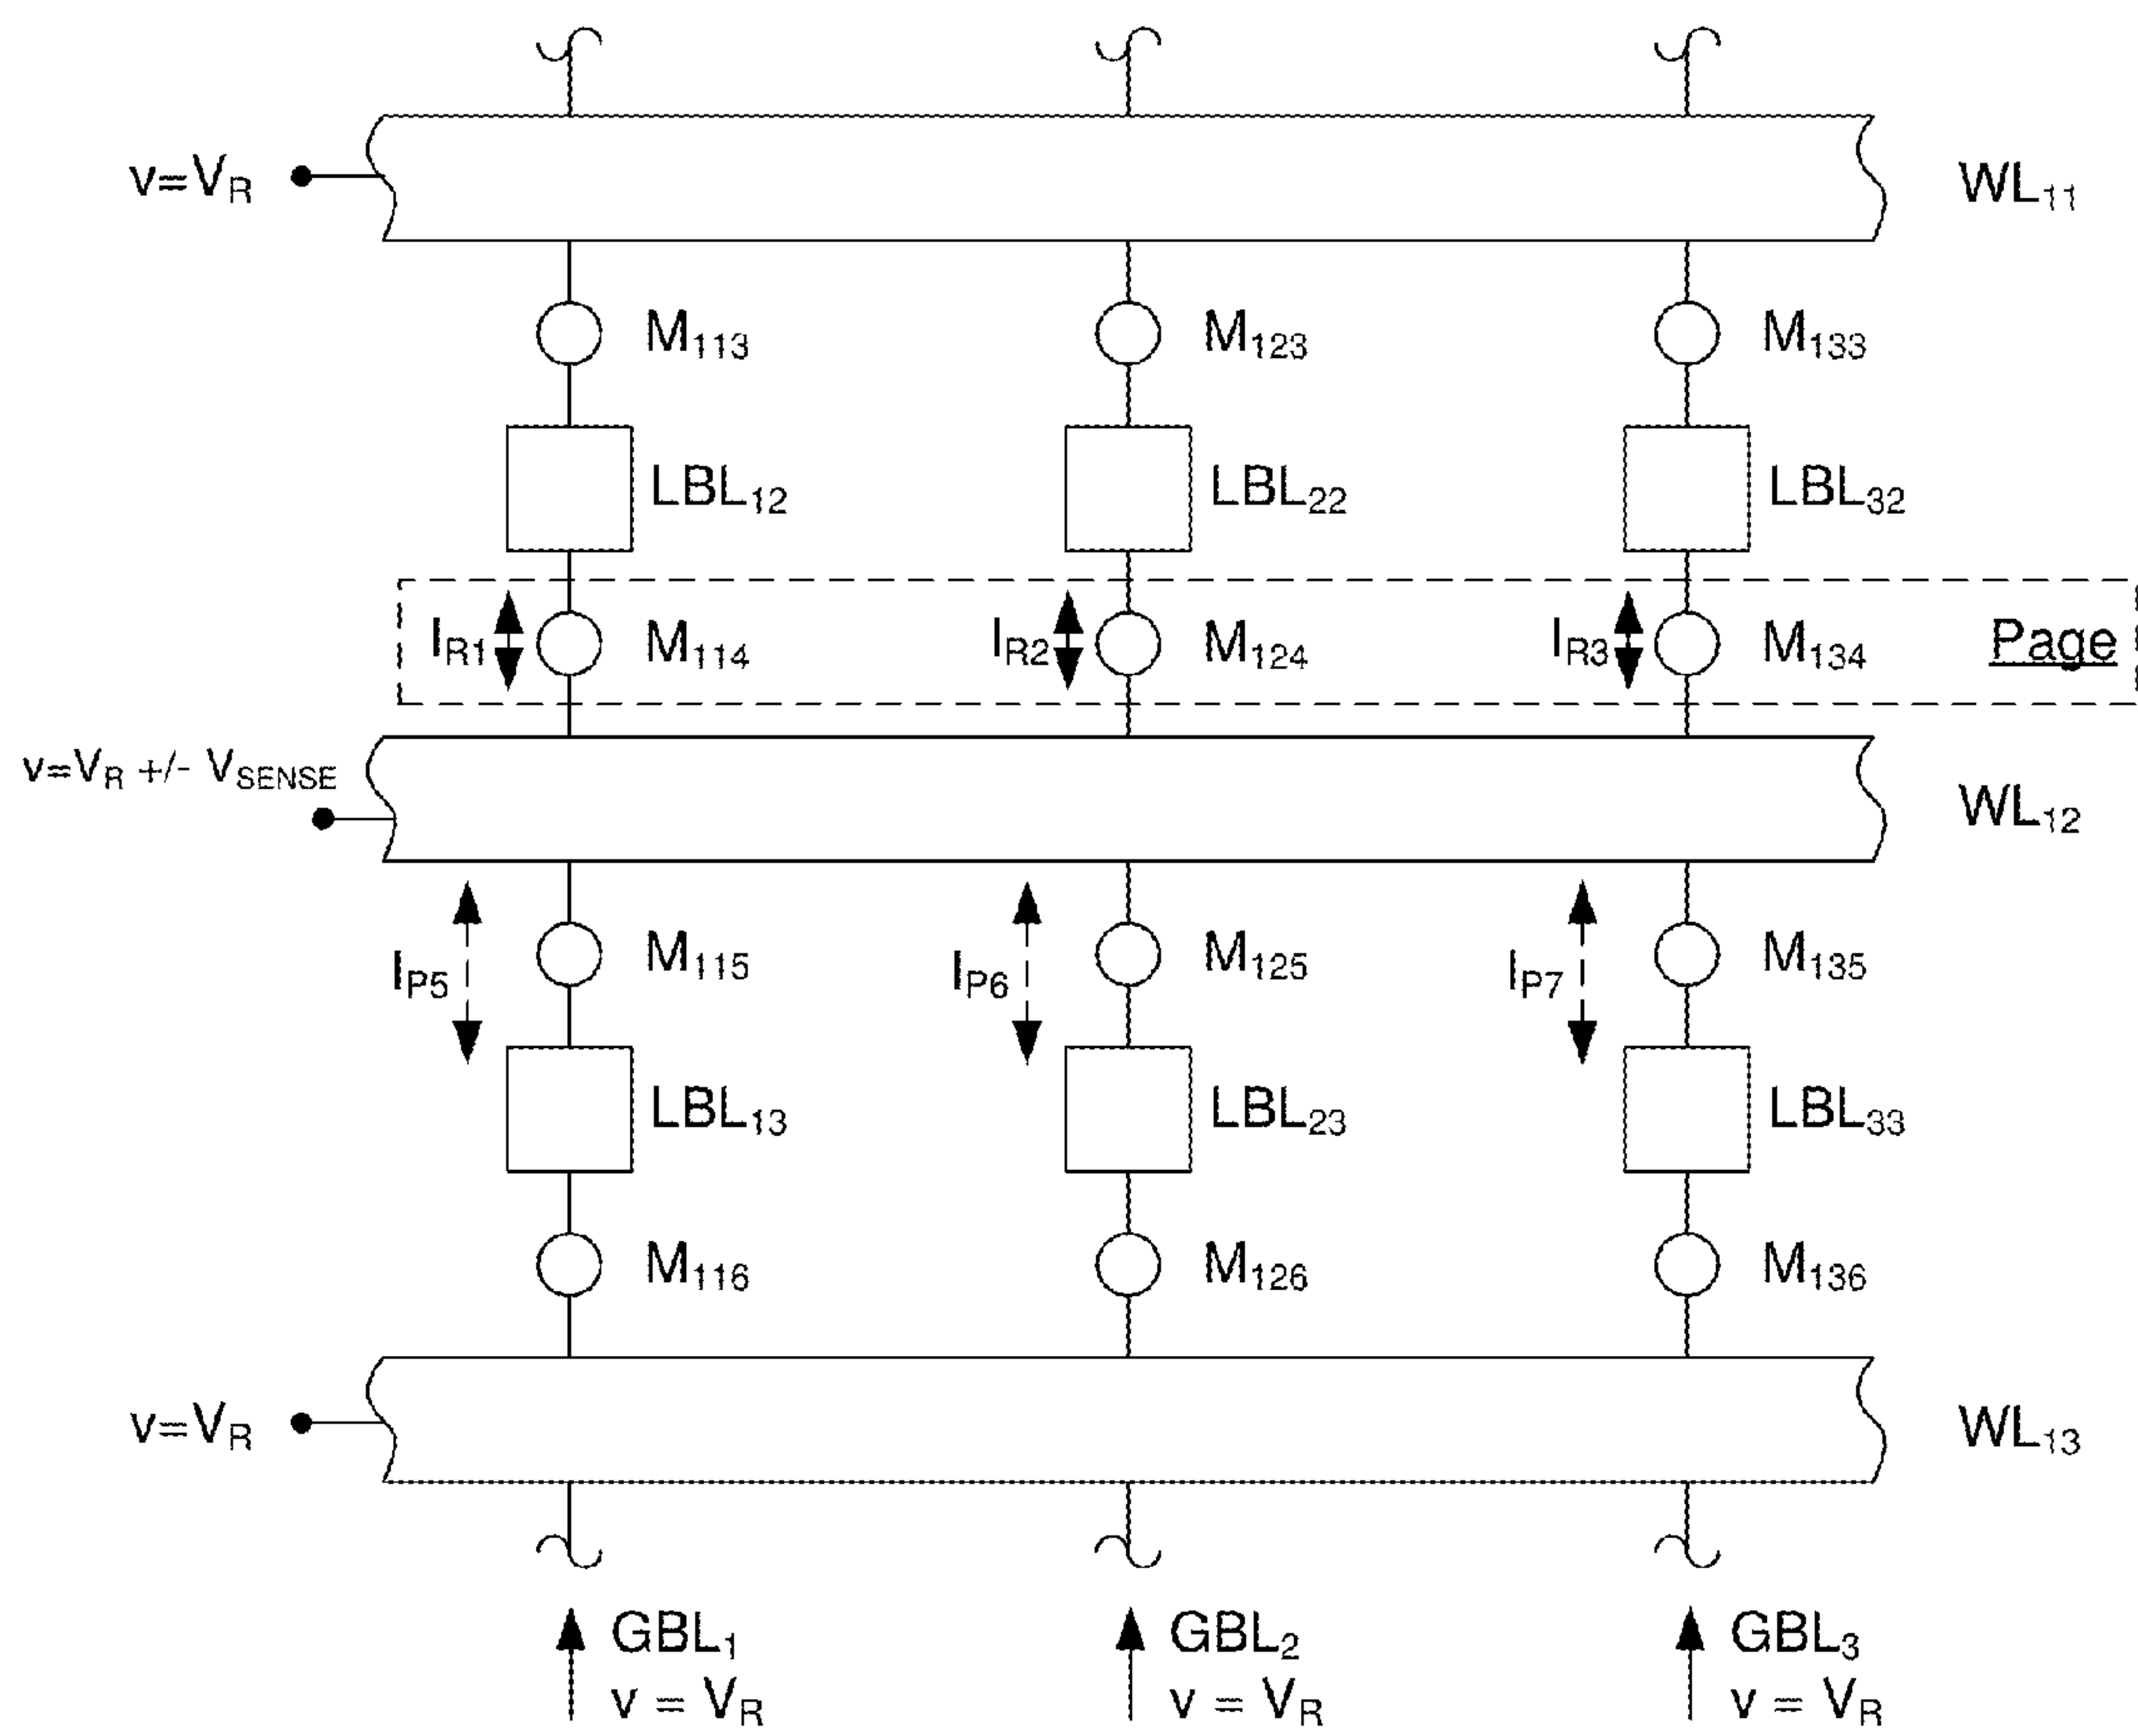 v=V_R WL_11
M_113 M_123 M_133
LBL_12 LBL_22 LBL_32
I_R1 M_114 I_R2 M_124 I_R3 M_134 Page
v=V_R +/- V_SENSE WL_12
I_P5 M_115 I_P6 M_125 I_P7 M_135
LBL_13 LBL_23 LBL_33
M_116 M_126 M_136
v=V_R WL_13
GBL_1 GBL_2 GBL_3
v = V_R v = V_R v = V_R